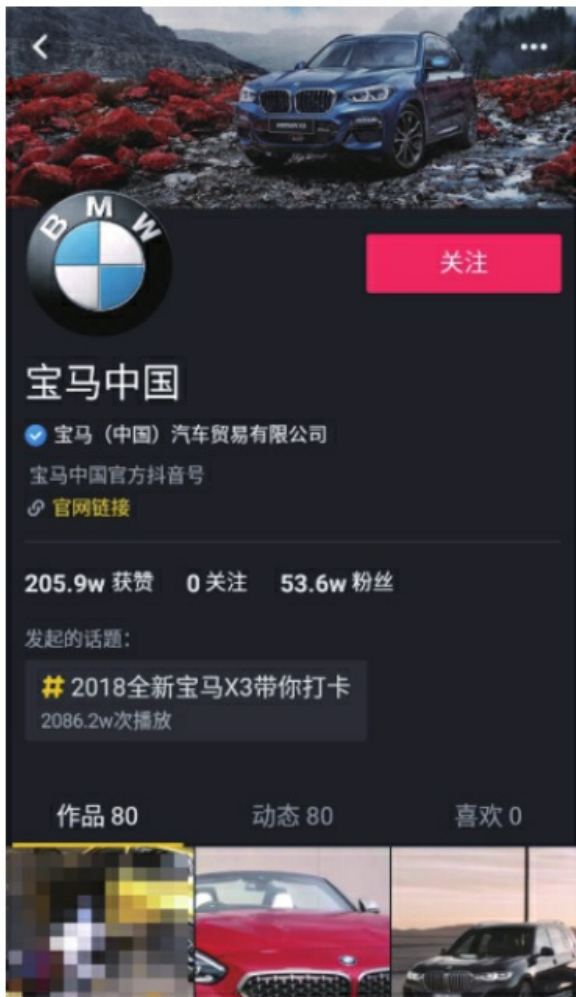 BMW
关注
宝马中国
宝马（中国）汽车贸易有限公司
宝马中国官方抖音号
官网链接
205.9w 获赞 0 关注 53.6w 粉丝
发起的话题：
# 2018全新宝马X3带你打卡
2086.2w次播放
作品 80 动态 80 喜欢 0